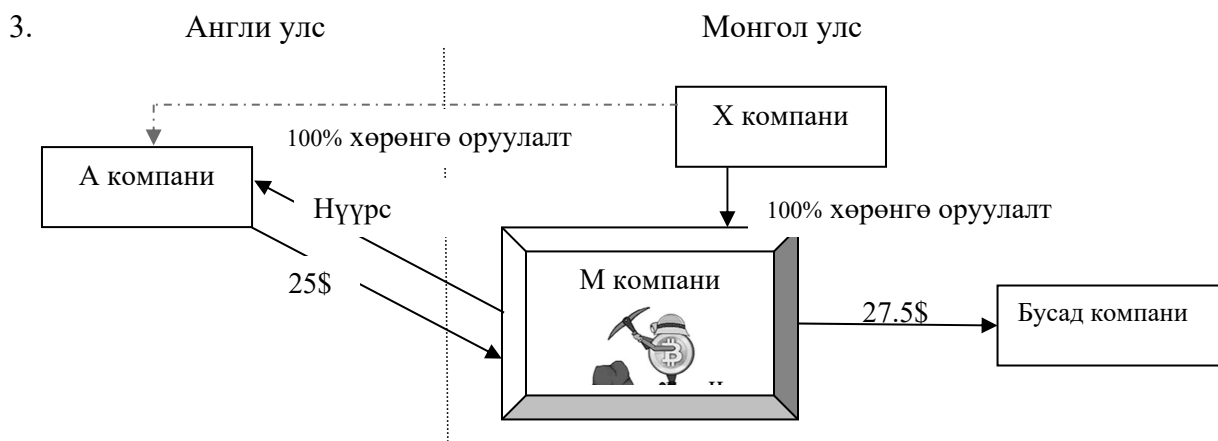 3. Англи улс Монгол улс
Х компани
100% хөрөнгө оруулалт
А компани
Нүүрс
100% хөрөнгө оруулалт
25$
М компани
27.5$
Бусад компани